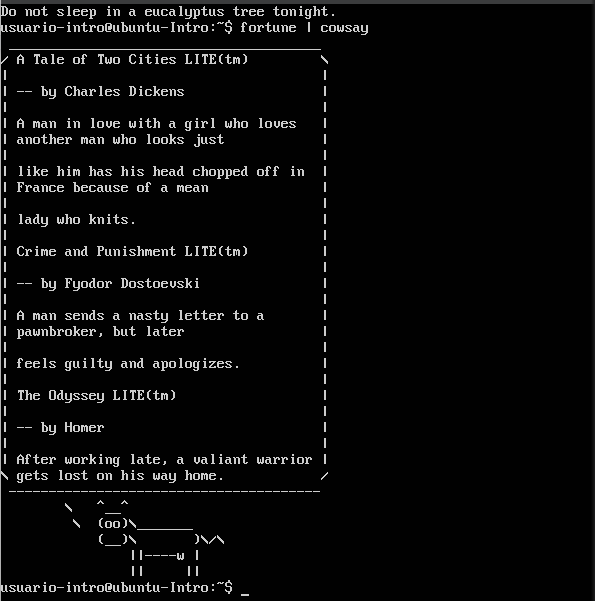 Do not sleep in a eucalyptus tree tonight.
usuario-intro@ubuntu-Intro:~$ fortune | cowsay
 _______________________________________
/ A Tale of Two Cities LITE(tm)         \
|                                       |
| -- by Charles Dickens                 |
|                                       |
| A man in love with a girl who loves   |
| another man who looks just            |
|                                       |
| like him has his head chopped off in  |
| France because of a mean              |
|                                       |
| lady who knits.                       |
|                                       |
| Crime and Punishment LITE(tm)         |
|                                       |
| -- by Fyodor Dostoevski               |
|                                       |
| A man sends a nasty letter to a       |
| pawnbroker, but later                 |
|                                       |
| feels guilty and apologizes.          |
|                                       |
| The Odyssey LITE(tm)                  |
|                                       |
| -- by Homer                           |
|                                       |
| After working late, a valiant warrior |
\ gets lost on his way home.            /
 ---------------------------------------
        \   ^__^
         \  (oo)\_______
            (__)\       )\/\
                ||----w |
                ||     ||
usuario-intro@ubuntu-Intro:~$ _